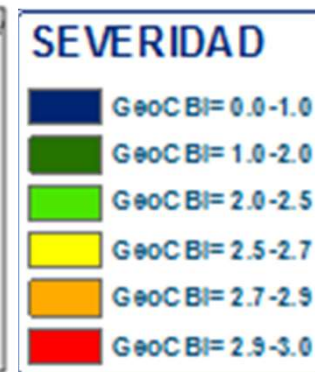 SEVERIDAD
GeoCBI= 0.0-1.0
GeoCBI= 1.0-2.0
GeoCBI= 2.0-2.5
GeoCBI= 2.5-2.7
GeoCBI= 2.7-2.9
GeoCBI= 2.9-3.0